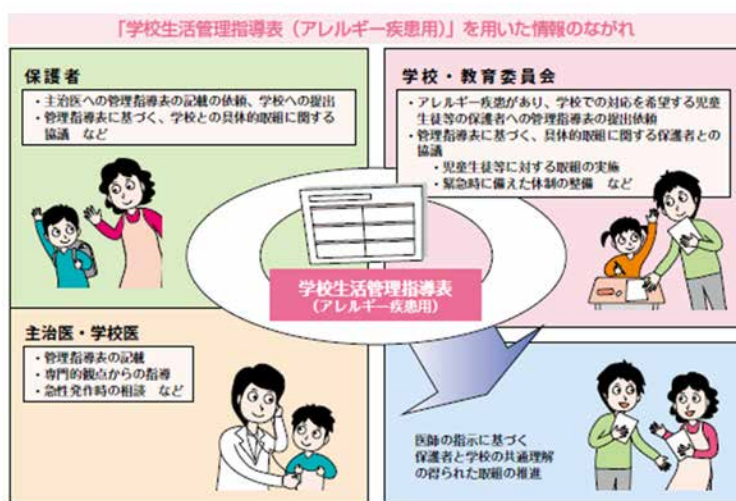 「学校生活管理指導表（アレルギー疾患用）」を用いた情報のながれ
保護者
・主治医への管理指導表の記載の依頼、学校への提出
・管理指導表に基づく、学校との具体的取組に関する
協議　など
学校・教育委員会
・アレルギー疾患があり、学校での対応を希望する児童
生徒等の保護者への管理指導表の提出依頼
・管理指導表に基づく、具体的取組に関する保護者との
協議
・児童生徒等に対する取組の実施
・緊急時に備えた体制の整備　など
学校生活管理指導表
（アレルギー疾患用）
主治医・学校医
・管理指導表の記載
・専門的観点からの指導
・急性発作時の相談　など
医師の指示に基づく
保護者と学校の共通理解
の得られた取組の推進